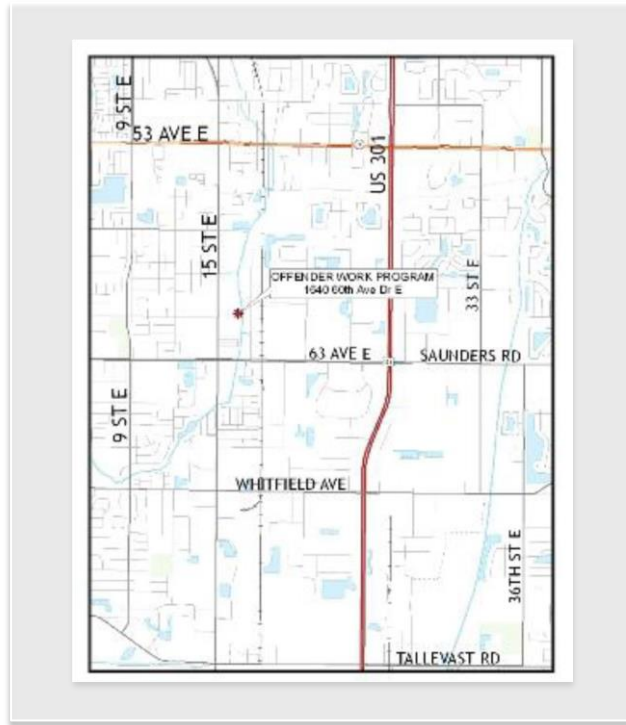 9 ST E
53 AVE E
US 301
15 ST E
OFFENDER WORK PROGRAM
1640 60th Ave Dr E
33 ST E
63 AVE E
SAUNDERS RD
9 ST E
WHITFIELD AVE
36TH ST E
TALLEVAST RD